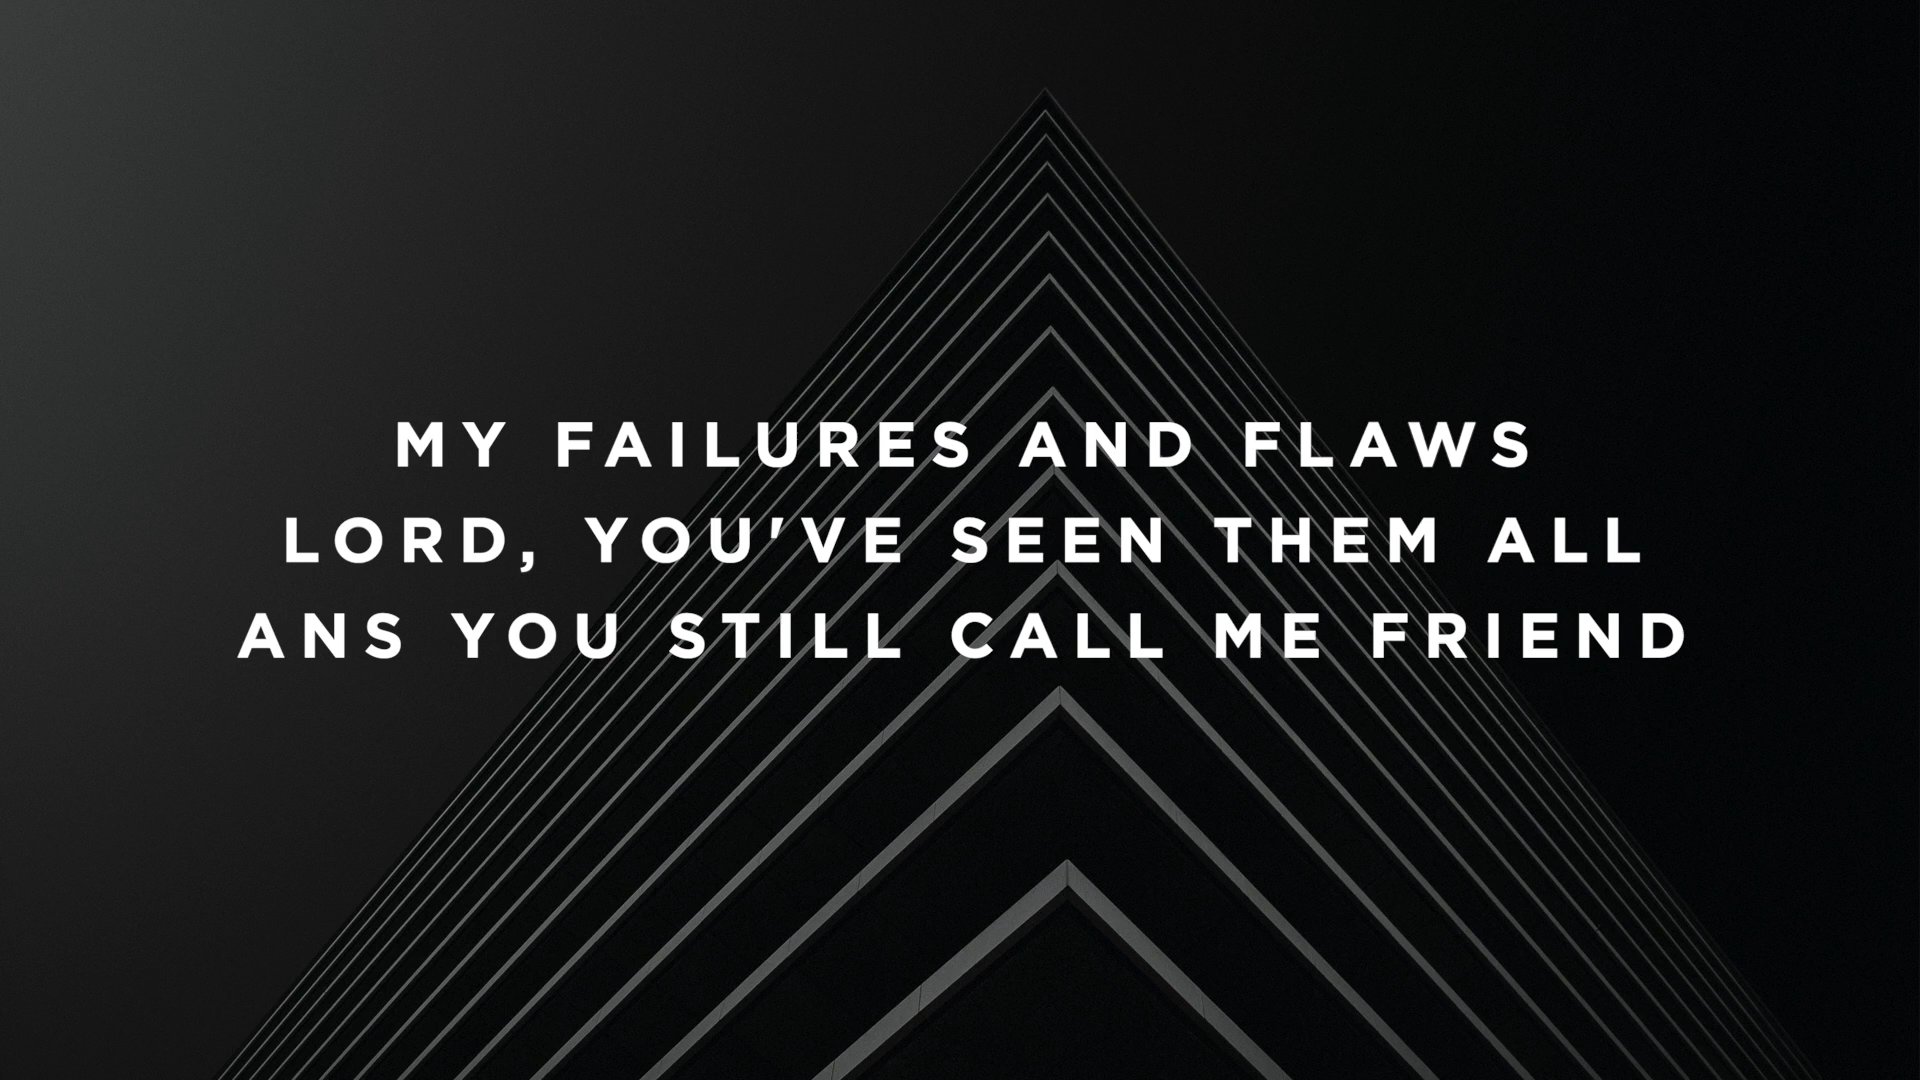 MY FAILURES AND FLAWS
LORD, YOU'VE SEEN THEM ALL
ANS YOU STILL CALL ME FRIEND